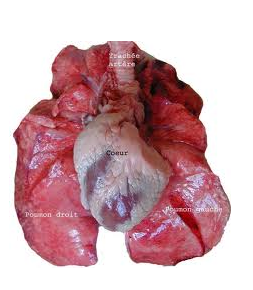 Trachée
Artère
Coeur
Poumon droit
Poumon gauche